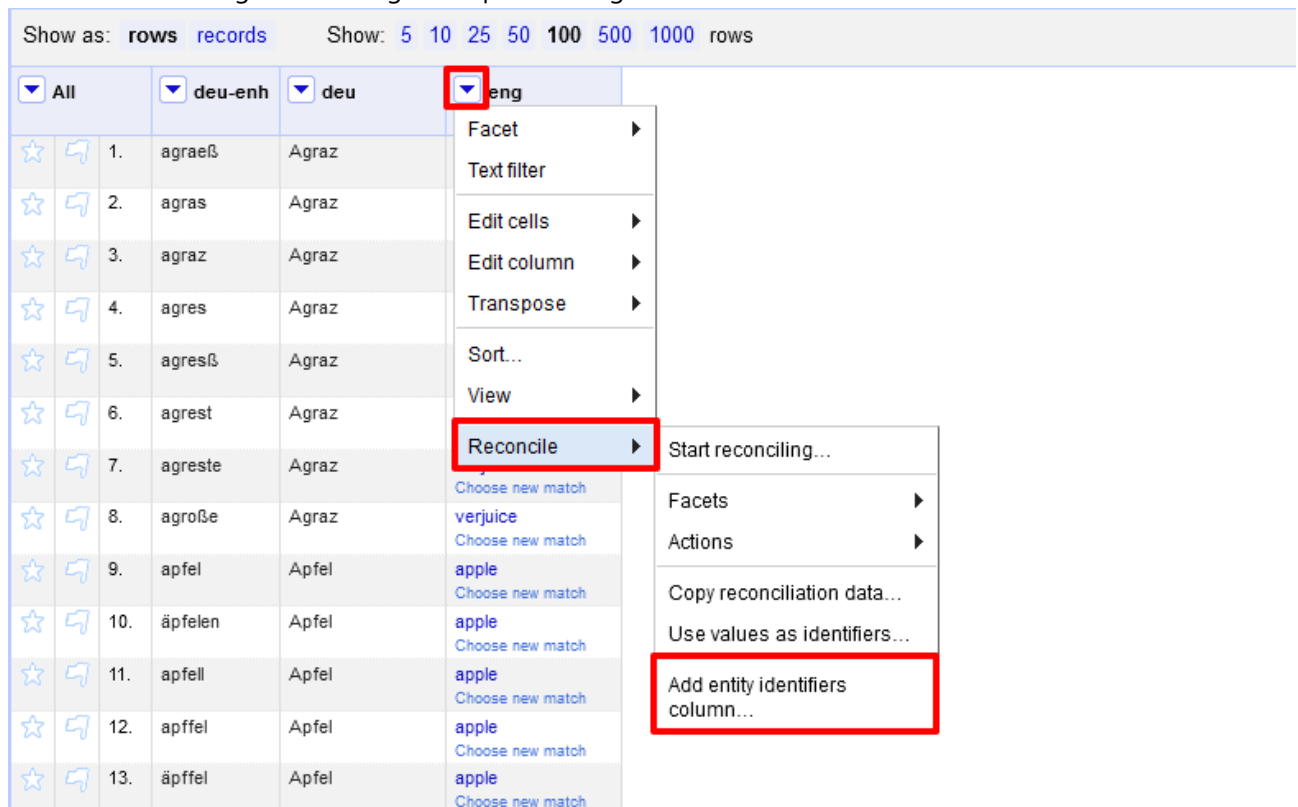 Show as: rows records Show: 5 10 25 50 100 500 1000 rows
All deu-enh deu eng
1. agraeß Agraz
2. agras Agraz
3. agraz Agraz
4. agres Agraz
5. agresß Agraz
6. agrest Agraz
7. agreste Agraz
Choose new match
8. agroße Agraz verjuice
Choose new match
9. apfel Apfel apple
Choose new match
10. äpfelen Apfel apple
Choose new match
11. apfell Apfel apple
Choose new match
12. apffel Apfel apple
Choose new match
13. äpffel Apfel apple
Choose new match
Facet
Text filter
Edit cells
Edit column
Transpose
Sort...
View
Reconcile
Start reconciling...
Facets
Actions
Copy reconciliation data...
Use values as identifiers...
Add entity identifiers
column...